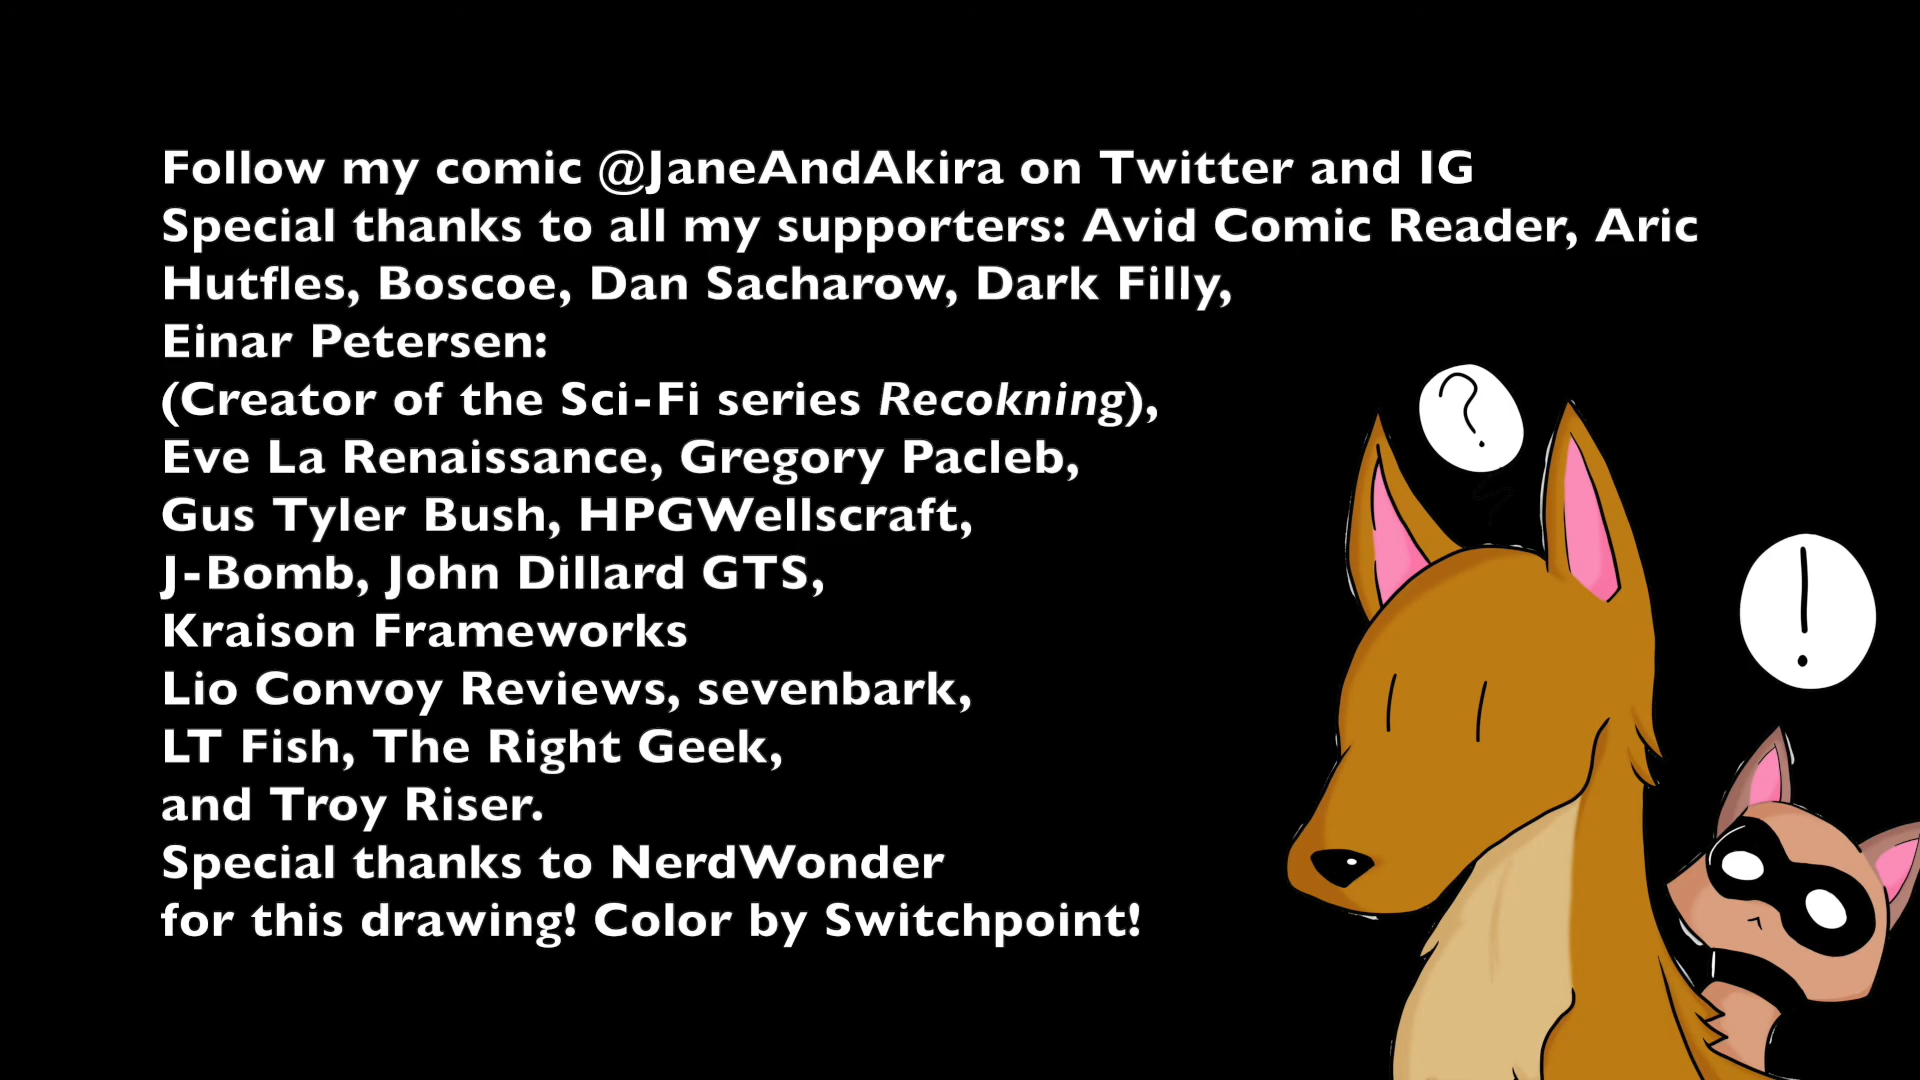 Follow my comic @JaneAndAkira on Twitter and IG
Special thanks to all my supporters: Avid Comic Reader, Aric
Hutfles, Boscoe, Dan Sacharow, Dark Filly,
Einar Petersen:
(Creator of the Sci-Fi series Recokning),
Eve La Renaissance, Gregory Pacleb,
Gus Tyler Bush, HPGWellscraft,
J-Bomb, John Dillard GTS,
Kraison Frameworks
Lio Convoy Reviews, sevenbark,
LT Fish, The Right Geek,
and Troy Riser.
Special thanks to NerdWonder
for this drawing! Color by Switchpoint!
?
!